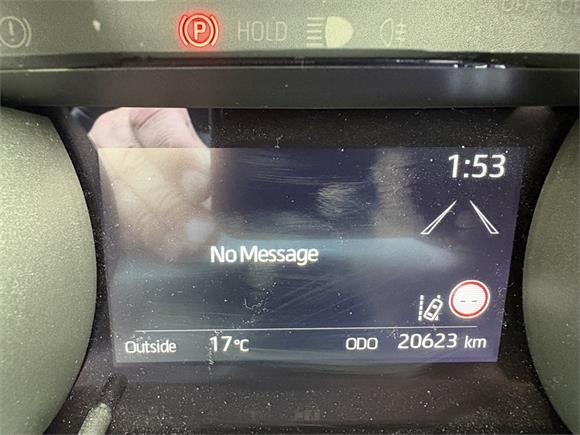 P HOLD
1:53
No Message
--
Outside 17°C ODO 20623 km